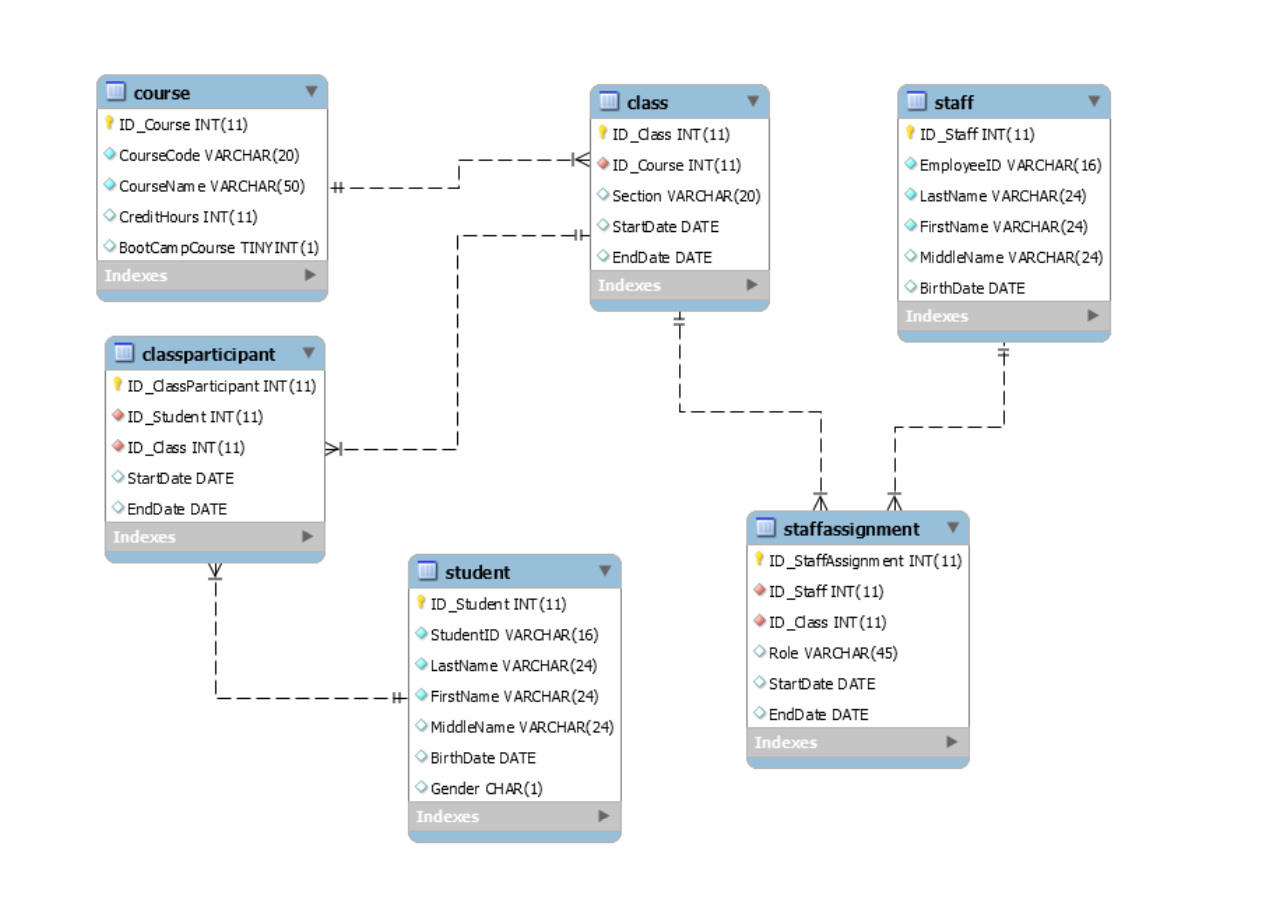 course
ID_Course INT(11)
CourseCode VARCHAR(20)
CourseName VARCHAR(50)
CreditHours INT(11)
BootCampCourse TINYINT(1)
Indexes
class
ID_Class INT(11)
ID_Course INT(11)
Section VARCHAR(20)
StartDate DATE
EndDate DATE
Indexes
staff
ID_Staff INT(11)
EmployeeID VARCHAR(16)
LastName VARCHAR(24)
FirstName VARCHAR(24)
MiddleName VARCHAR(24)
BirthDate DATE
Indexes
classparticipant
ID_ClassParticipant INT(11)
ID_Student INT(11)
ID_Class INT(11)
StartDate DATE
EndDate DATE
Indexes
student
ID_Student INT(11)
StudentID VARCHAR(16)
LastName VARCHAR(24)
FirstName VARCHAR(24)
MiddleName VARCHAR(24)
BirthDate DATE
Gender CHAR(1)
Indexes
staffassignment
ID_StaffAssignment INT(11)
ID_Staff INT(11)
ID_Class INT(11)
Role VARCHAR(45)
StartDate DATE
EndDate DATE
Indexes